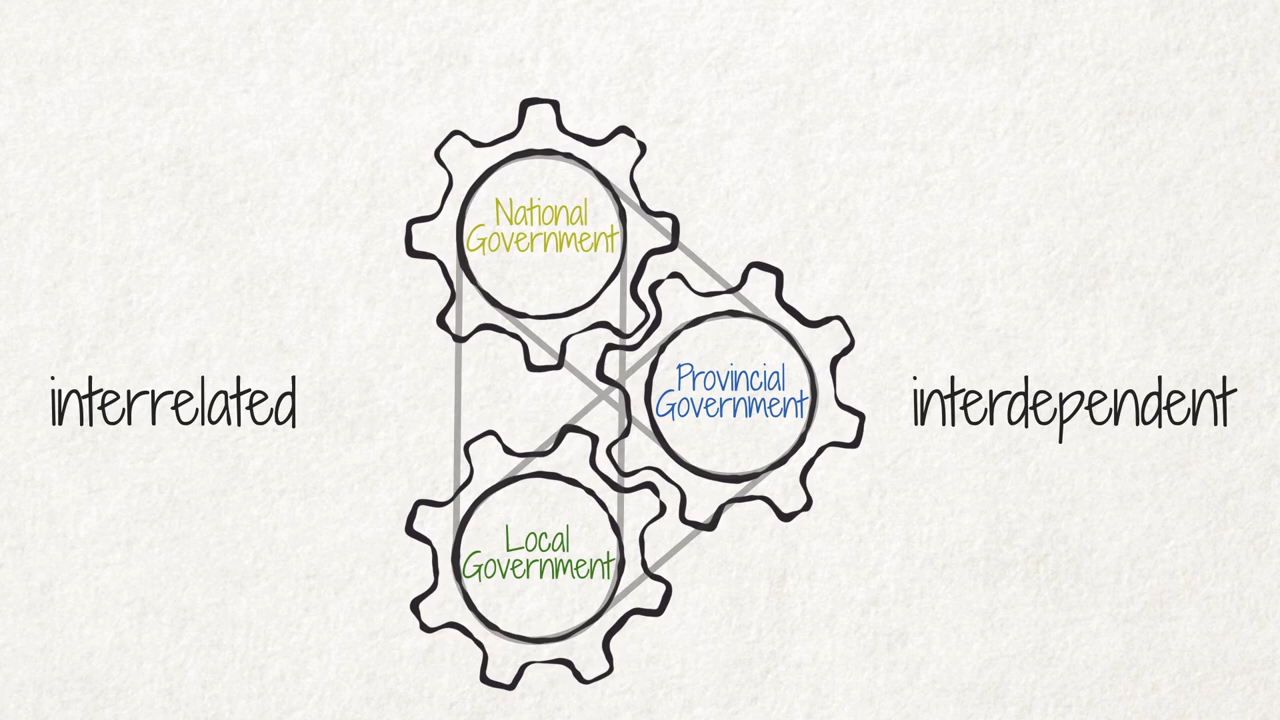 National
Government
interrelated
Provincial
Government
interdependent
Local
Government